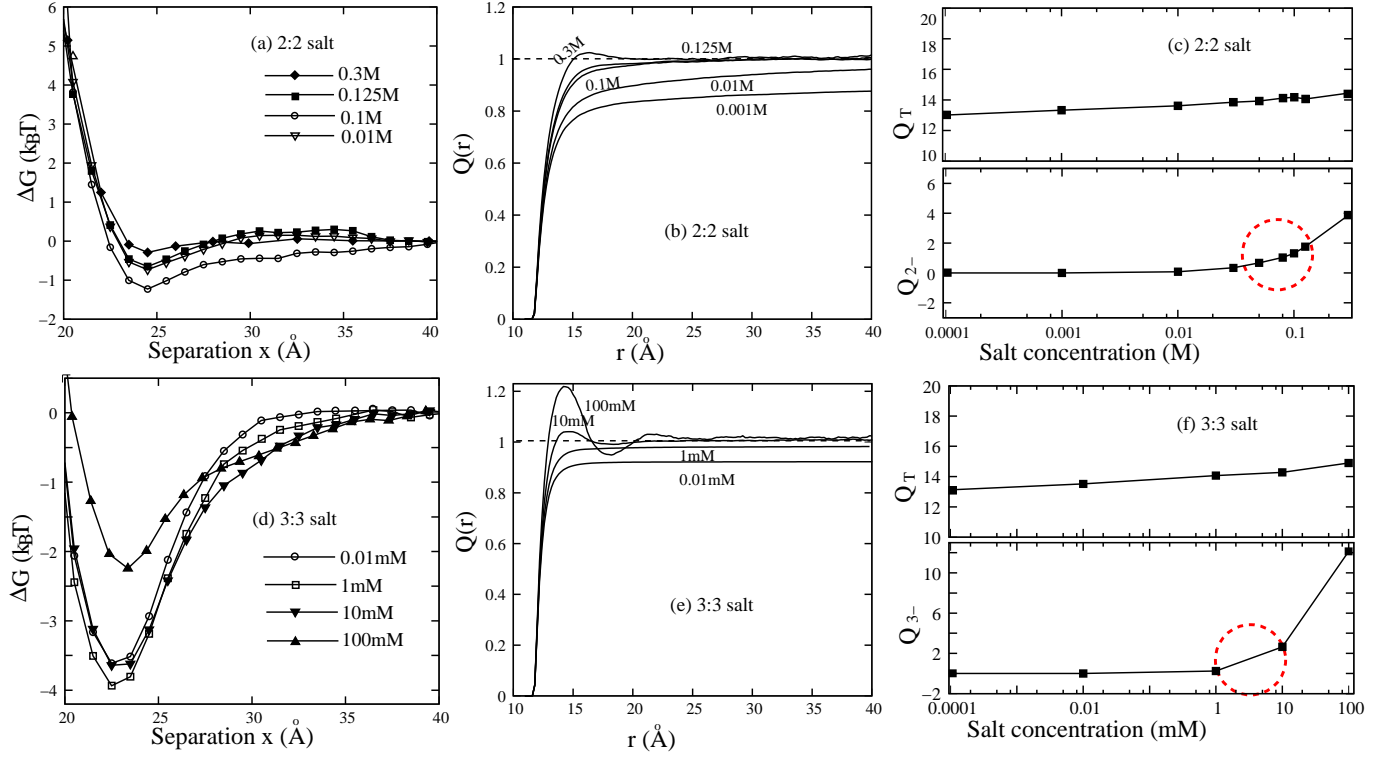 6
5
4
3
2
1
0
−1
−2
20
25
30
35
40
ΔG (kBT)
Separation x (Å)
(a) 2:2 salt
0.3M
0.125M
0.1M
0.01M
1.2
1
0.8
0.6
0.4
0.2
0
10
15
20
25
30
35
40
Q(r)
r (Å)
0.3M
0.125M
0.1M
0.01M
0.001M
(b) 2:2 salt
20
18
16
14
12
10
QT
(c) 2:2 salt
6
4
2
0
−2
Q2−
0.0001
0.001
0.01
0.1
Salt concentration (M)
0
−1
−2
−3
−4
20
25
30
35
40
ΔG (kBT)
Separation x (Å)
(d) 3:3 salt
0.01mM
1mM
10mM
100mM
1.2
1
0.8
0.6
0.4
0.2
0
10
15
20
25
30
35
40
Q(r)
r (Å)
100mM
10mM
1mM
0.01mM
(e) 3:3 salt
20
18
16
14
12
10
QT
(f) 3:3 salt
12
10
8
6
2
−2
Q3−
0.0001
0.01
1
10
100
Salt concentration (mM)